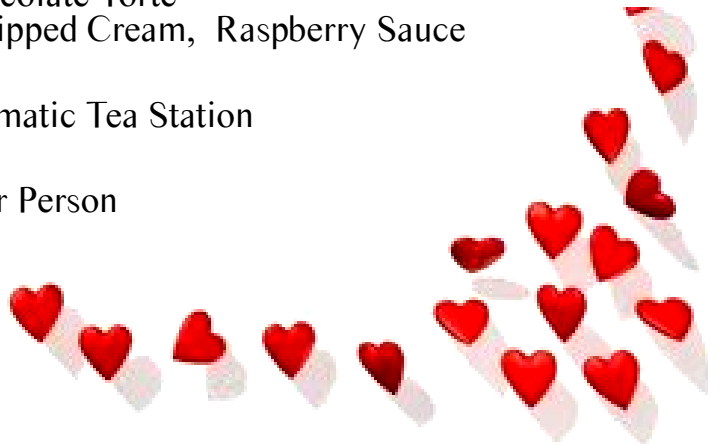 colate Torte
ipped Cream, Raspberry Sauce
matic Tea Station
r Person